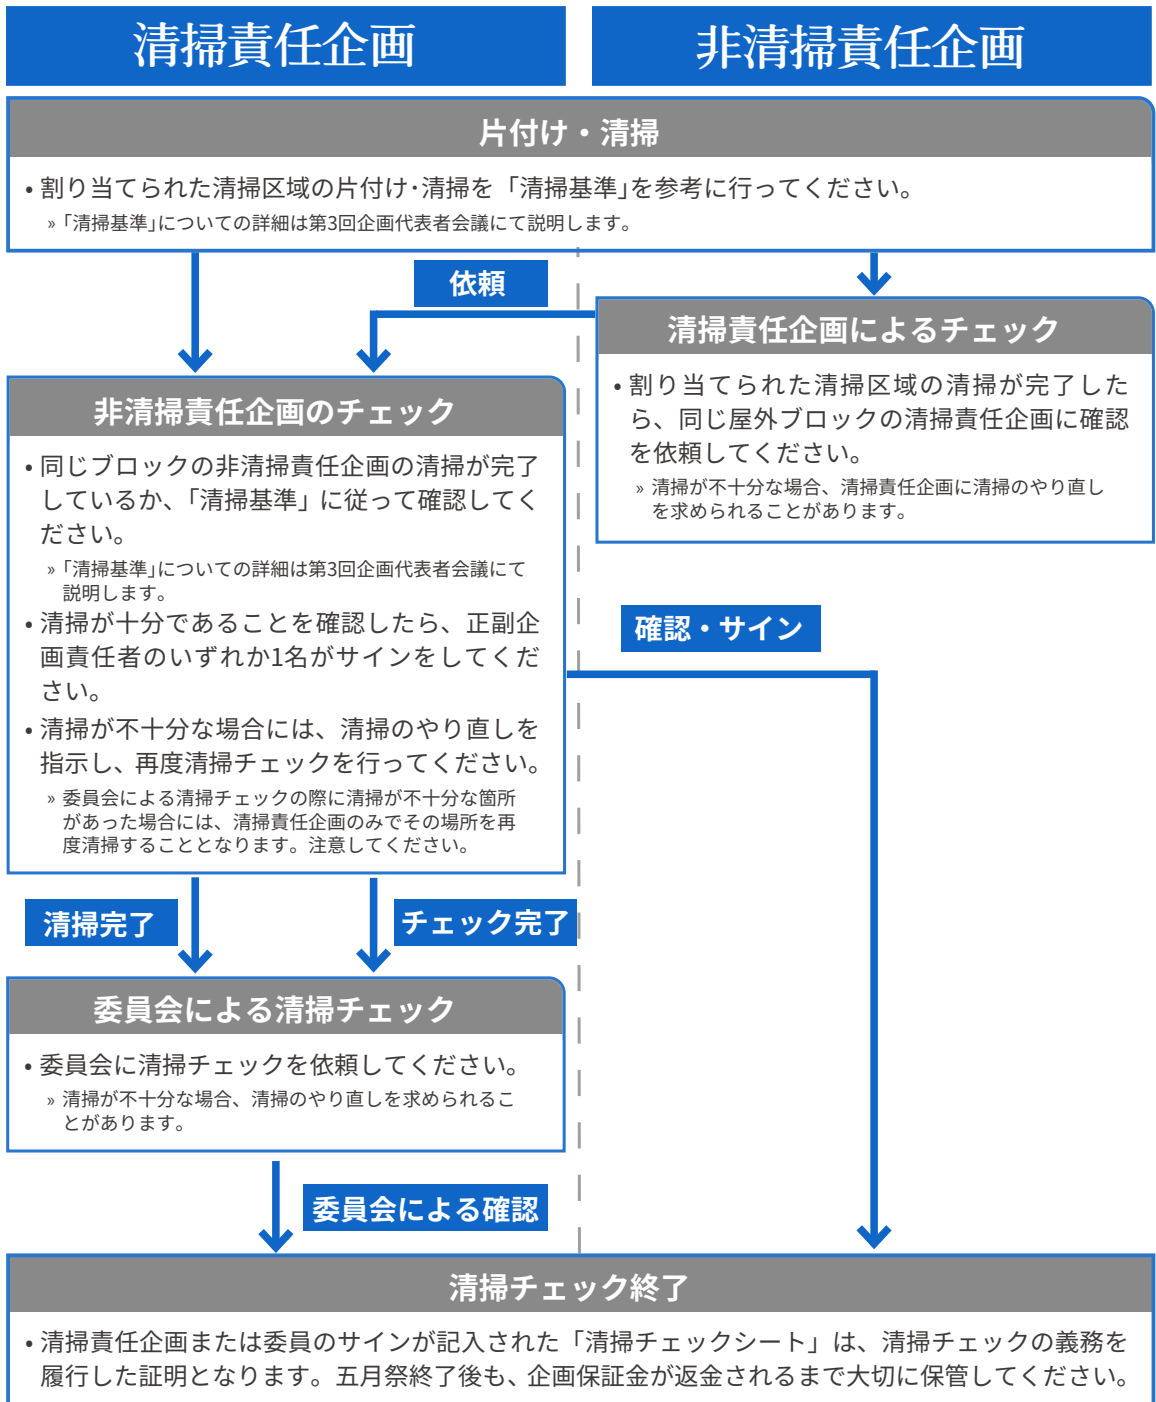 清掃責任企画
非清掃責任企画
片付け・清掃
• 割り当てられた清掃区域の片付け・清掃を「清掃基準」を参考に行ってください。
» 「清掃基準」についての詳細は第3回企画代表者会議にて説明します。
依頼
清掃責任企画によるチェック
• 割り当てられた清掃区域の清掃が完了した
ら、同じ屋外ブロックの清掃責任企画に確認
を依頼してください。
» 清掃が不十分な場合、清掃責任企画に清掃のやり直し
を求められることがあります。
非清掃責任企画のチェック
• 同じブロックの非清掃責任企画の清掃が完了
しているか、「清掃基準」に従って確認してく
ださい。
» 「清掃基準」についての詳細は第3回企画代表者会議にて
説明します。
• 清掃が十分であることを確認したら、正副企
画責任者のいずれか1名がサインをしてくだ
さい。
• 清掃が不十分な場合には、清掃のやり直しを
指示し、再度清掃チェックを行ってください。
» 委員会による清掃チェックの際に清掃が不十分な箇所
があった場合には、清掃責任企画のみでその場所を再
度清掃することとなります。注意してください。
確認・サイン
清掃完了
チェック完了
委員会による清掃チェック
• 委員会に清掃チェックを依頼してください。
» 清掃が不十分な場合、清掃のやり直しを求められるこ
とがあります。
委員会による確認
清掃チェック終了
• 清掃責任企画または委員のサインが記入された「清掃チェックシート」は、清掃チェックの義務を
履行した証明となります。五月祭終了後も、企画保証金が返金されるまで大切に保管してください。